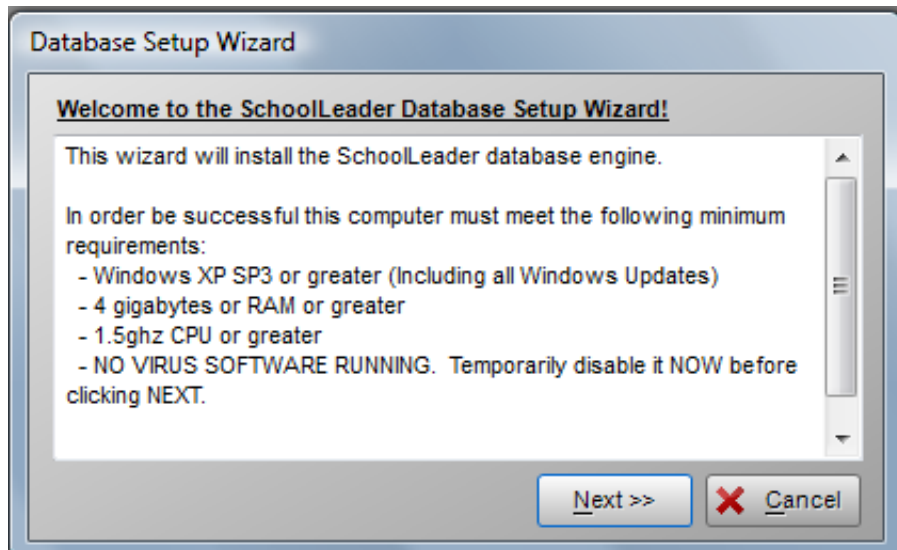 Database Setup Wizard
Welcome to the SchoolLeader Database Setup Wizard!
This wizard will install the SchoolLeader database engine.
In order be successful this computer must meet the following minimum
requirements:
- Windows XP SP3 or greater (Including all Windows Updates)
- 4 gigabytes or RAM or greater
- 1.5ghz CPU or greater
- NO VIRUS SOFTWARE RUNNING.  Temporarily disable it NOW before
clicking NEXT.
Next >>
Cancel